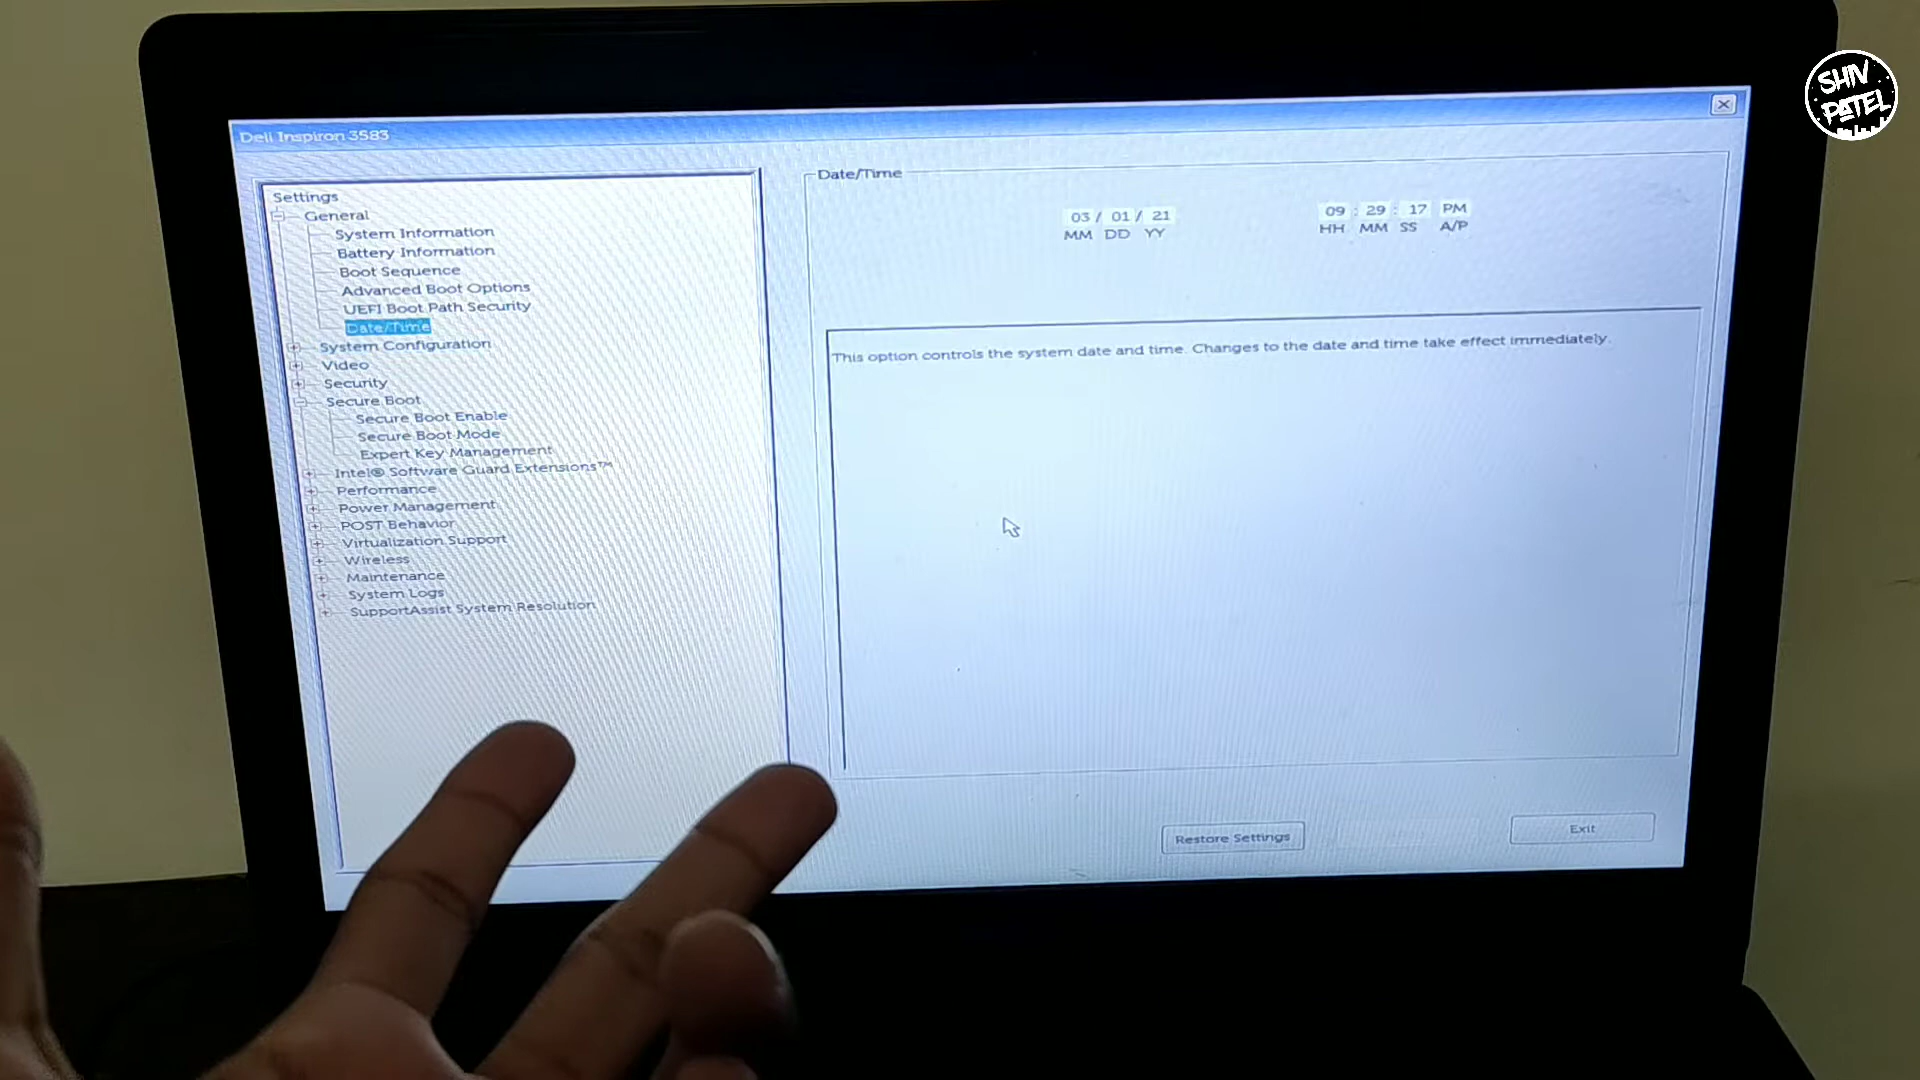 SHIV
PATEL
Dell Inspiron 3583
Settings
General
System Information
Battery Information
Boot Sequence
Advanced Boot Options
UEFI Boot Path Security
Date/Time
System Configuration
Video
Security
Secure Boot
Secure Boot Enable
Secure Boot Mode
Expert Key Management
Intel® Software Guard Extensions™
Performance
Power Management
POST Behavior
Virtualization Support
Wireless
Maintenance
System Logs
SupportAssist System Resolution
Date/Time
03 / 01 / 21
MM DD YY
09 : 29 : 17 PM
HH MM SS A/P
This option controls the system date and time. Changes to the date and time take effect immediately.
Restore Settings
Exit